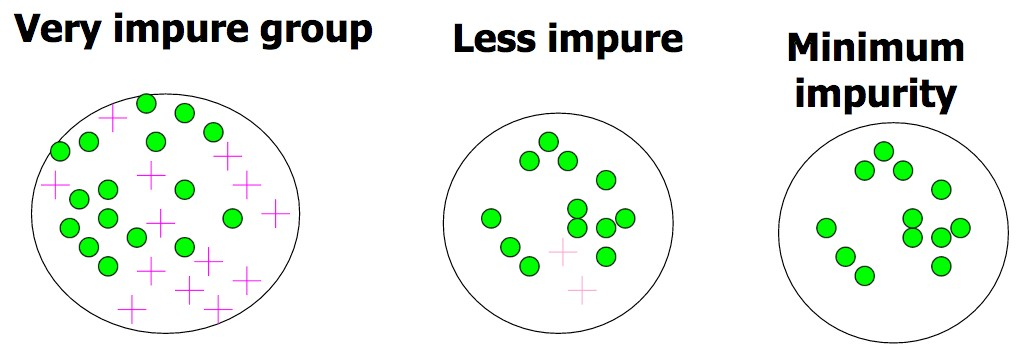 Very impure group
Less impure
Minimum
impurity